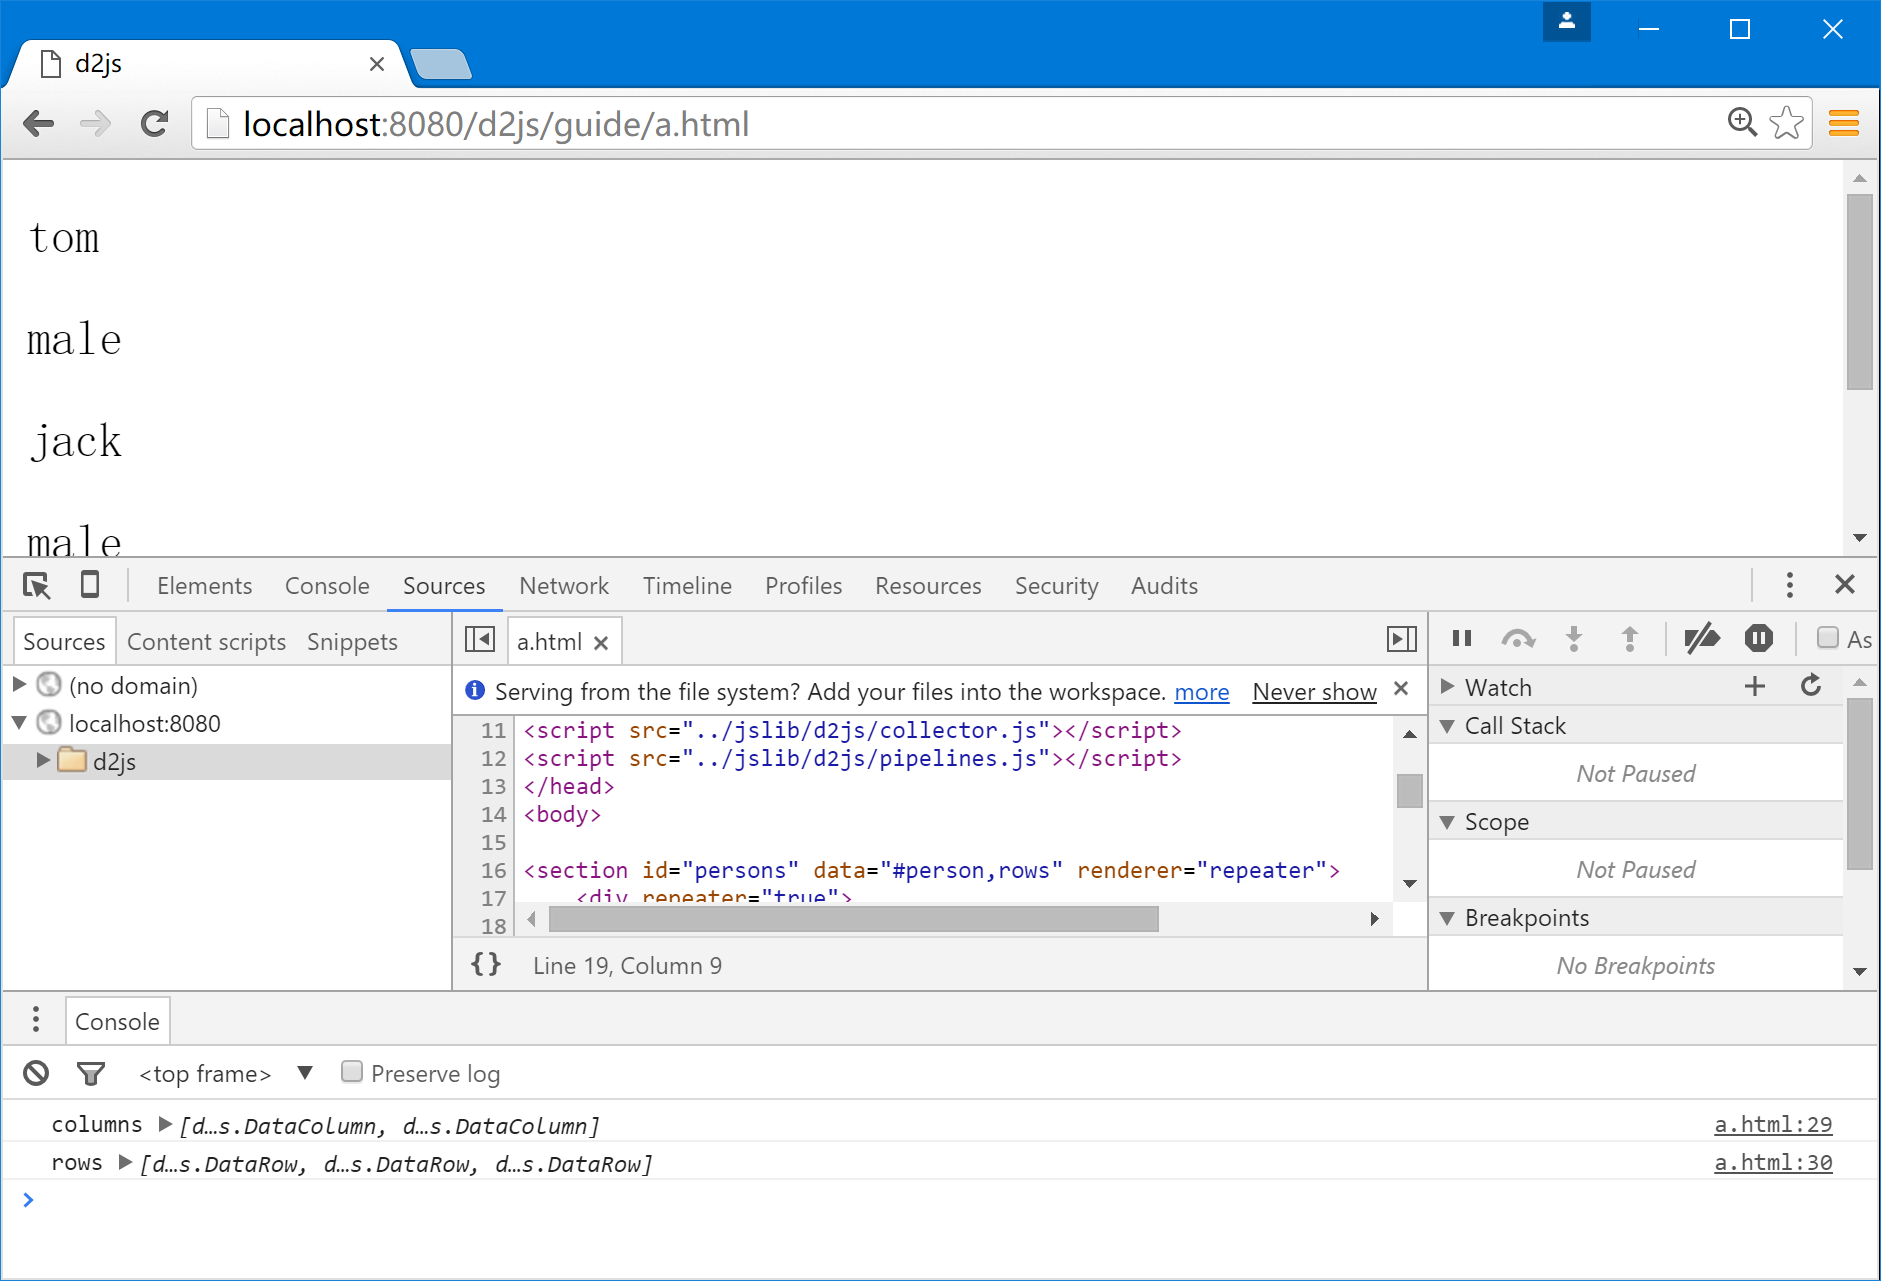 d2js
localhost:8080/d2js/guide/a.html
tom
male
jack
male
Elements Console Sources Network Timeline Profiles Resources Security Audits
Sources Content scripts Snippets
a.html
As
(no domain)
localhost:8080
d2js
Serving from the file system? Add your files into the workspace. more Never show
11 <script src="../jslib/d2js/collector.js"></script>
12 <script src="../jslib/d2js/pipelines.js"></script>
13 </head>
14 <body>
15
16 <section id="persons" data="#person,rows" renderer="repeater">
17 <div repeater="true">
18
{} Line 19, Column 9
Watch
Call Stack
Not Paused
Scope
Not Paused
Breakpoints
No Breakpoints
Console
<top frame> Preserve log
columns [d…s.DataColumn, d…s.DataColumn] a.html:29
rows [d…s.DataRow, d…s.DataRow, d…s.DataRow] a.html:30